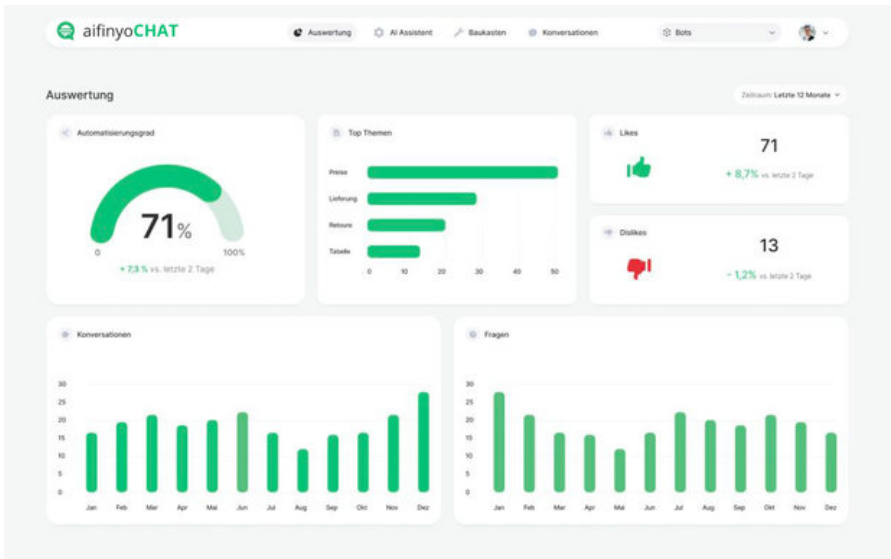 aifinyoCHAT
Auswertung
AI Assistent
Baukasten
Konversationen
Bots
Auswertung
Zeitraum: Letzte 12 Monate
Automatisierungsgrad
71%
0
100%
+ 7,3 % vs. letzte 2 Tage
Top Themen
Preise
Lieferung
Retoure
Tabelle
0 10 20 30 40 50
Likes
71
+ 8,7% vs. letzte 2 Tage
Dislikes
13
- 1,2% vs. letzte 2 Tage
Konversationen
30
25
20
15
10
5
0
Jan Feb Mar Apr Mai Jun Jul Aug Sep Okt Nov Dez
Fragen
30
25
20
15
10
5
0
Jan Feb Mar Apr Mai Jun Jul Aug Sep Okt Nov Dez